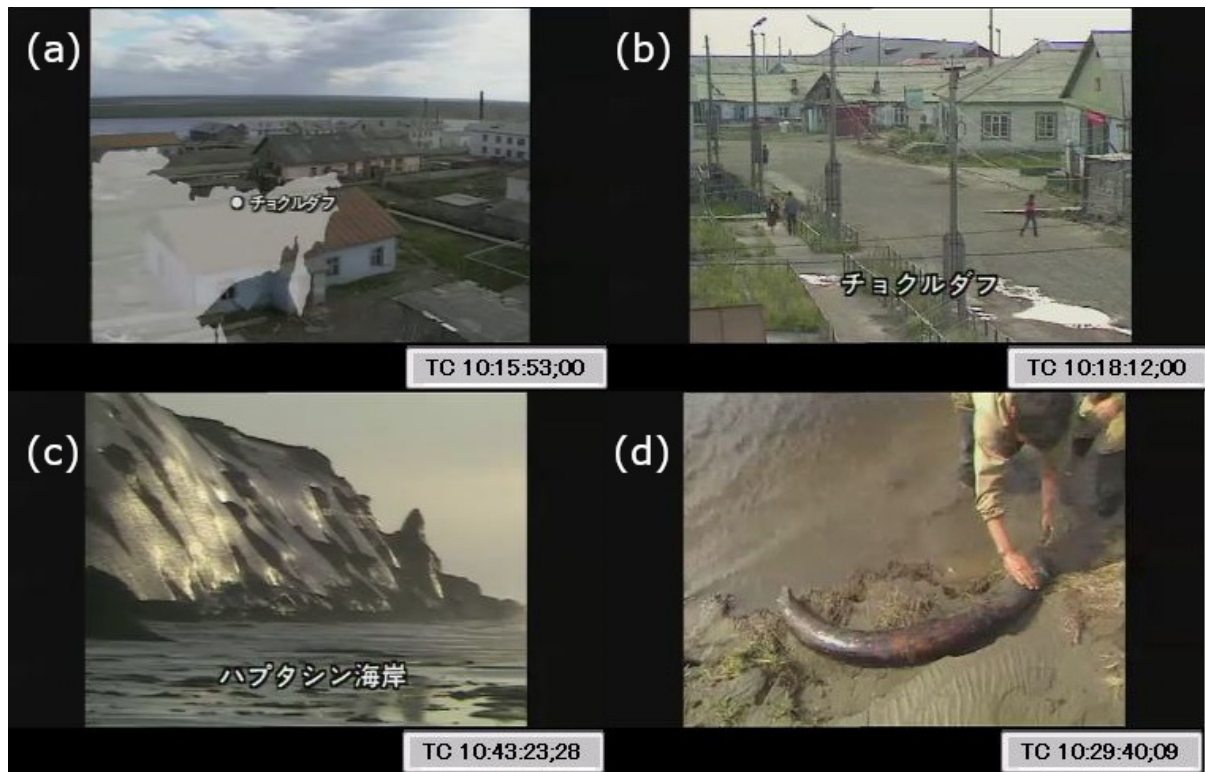 (a)
チョクルダフ
TC 10:15:53;00
(b)
チョクルダフ
TC 10:18:12;00
(c)
ハプタシン海岸
TC 10:43:23;28
(d)
TC 10:29:40;09